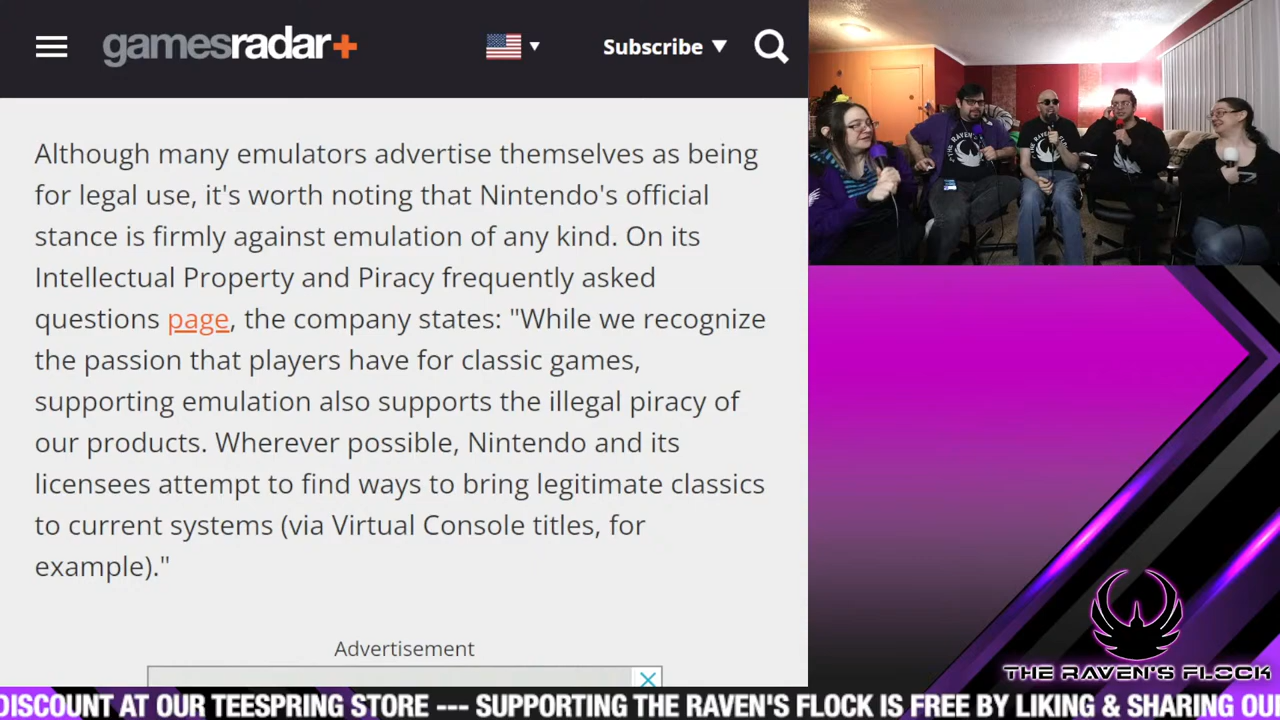 gamesradar+
Subscribe
Although many emulators advertise themselves as being
for legal use, it's worth noting that Nintendo's official
stance is firmly against emulation of any kind. On its
Intellectual Property and Piracy frequently asked
questions page, the company states: "While we recognize
the passion that players have for classic games,
supporting emulation also supports the illegal piracy of
our products. Wherever possible, Nintendo and its
licensees attempt to find ways to bring legitimate classics
to current systems (via Virtual Console titles, for
example)."
Advertisement
THE RAVEN'S FLOCK
DISCOUNT AT OUR TEESPRING STORE --- SUPPORTING THE RAVEN'S FLOCK IS FREE BY LIKING & SHARING OUR